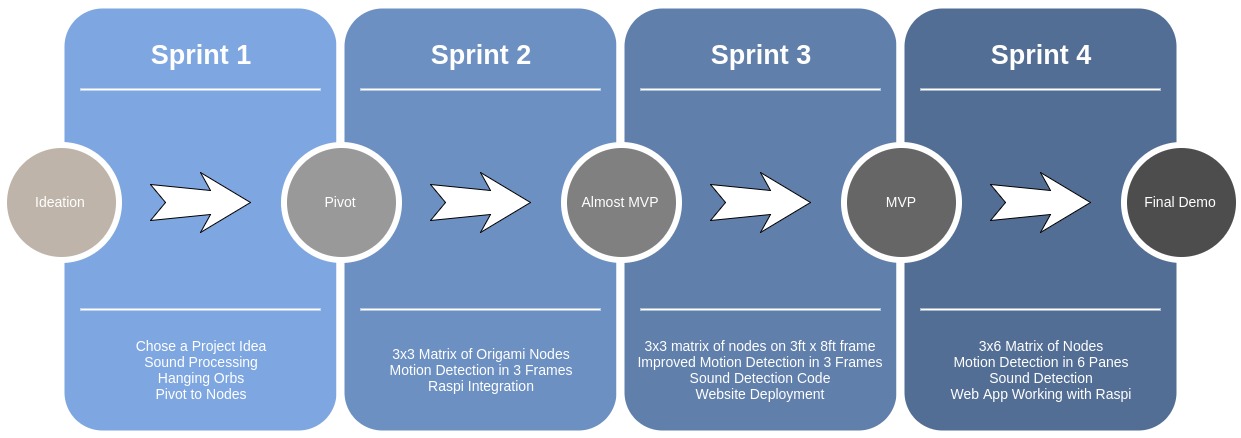 Sprint 1
Sprint 2
Sprint 3
Sprint 4
Ideation
Pivot
Almost MVP
MVP
Final Demo
Chose a Project Idea
Sound Processing
Hanging Orbs
Pivot to Nodes
3x3 Matrix of Origami Nodes
Motion Detection in 3 Frames
Raspi Integration
3x3 matrix of nodes on 3ft x 8ft frame
Improved Motion Detection in 3 Frames
Sound Detection Code
Website Deployment
3x6 Matrix of Nodes
Motion Detection in 6 Panes
Sound Detection
Web App Working with Raspi